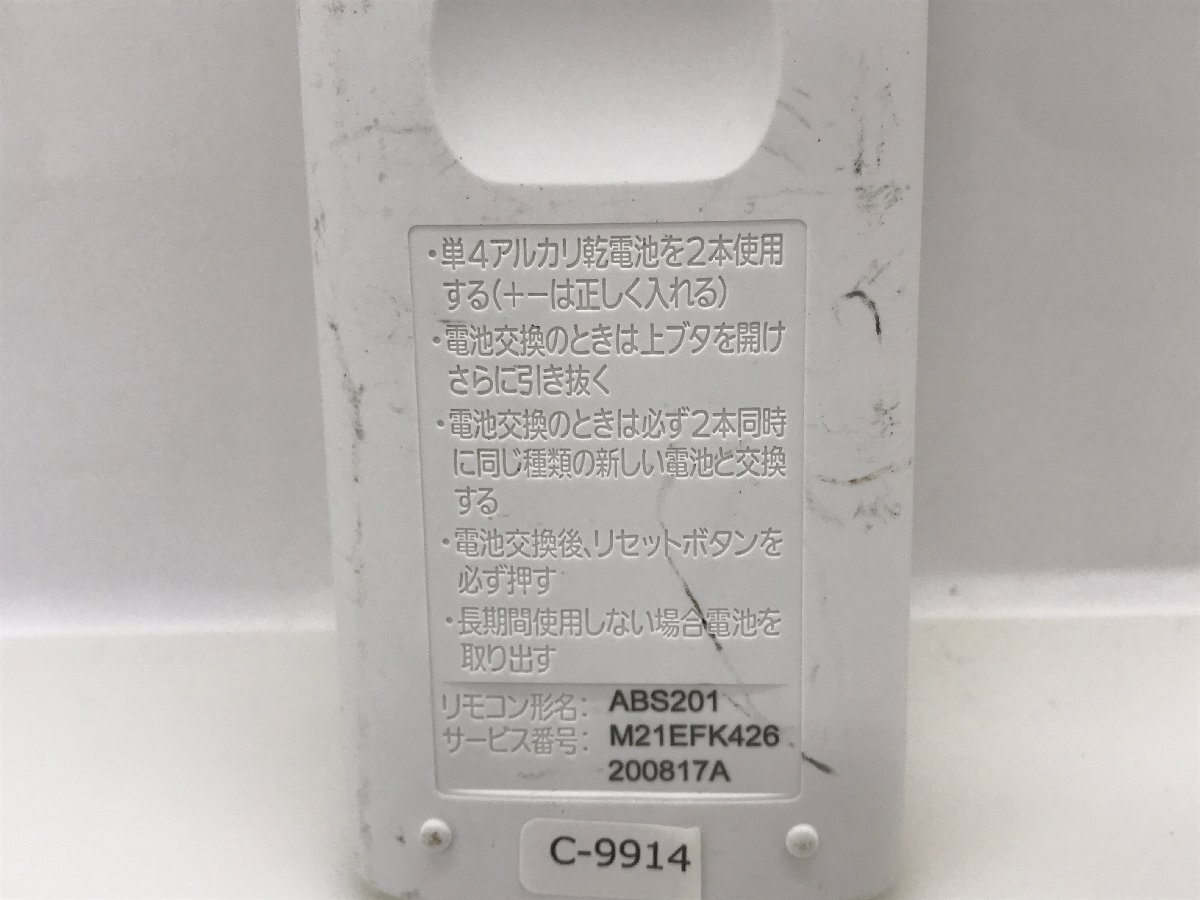 ・単4アルカリ乾電池を2本使用
する(+-は正しく入れる)
・電池交換のときは上ブタを開け
さらに引き抜く
・電池交換のときは必ず2本同時
に同じ種類の新しい電池と交換
する
・電池交換後、リセットボタンを
必ず押す
・長期間使用しない場合電池を
取り出す
リモコン形名: ABS201
サービス番号: M21EFK426
200817A
C-9914